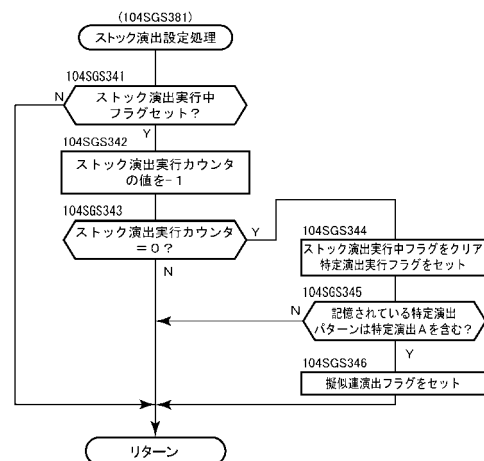 (104SGS381)
ストック演出設定処理
104SGS341
N
ストック演出実行中
フラグセット？
Y
104SGS342
ストック演出実行カウンタ
の値を-1
104SGS343
ストック演出実行カウンタ
＝0？
Y
N
104SGS344
ストック演出実行中フラグをクリア
特定演出実行フラグをセット
104SGS345
N
記憶されている特定演出
パターンは特定演出Aを含む？
Y
104SGS346
擬似連演出フラグをセット
リターン